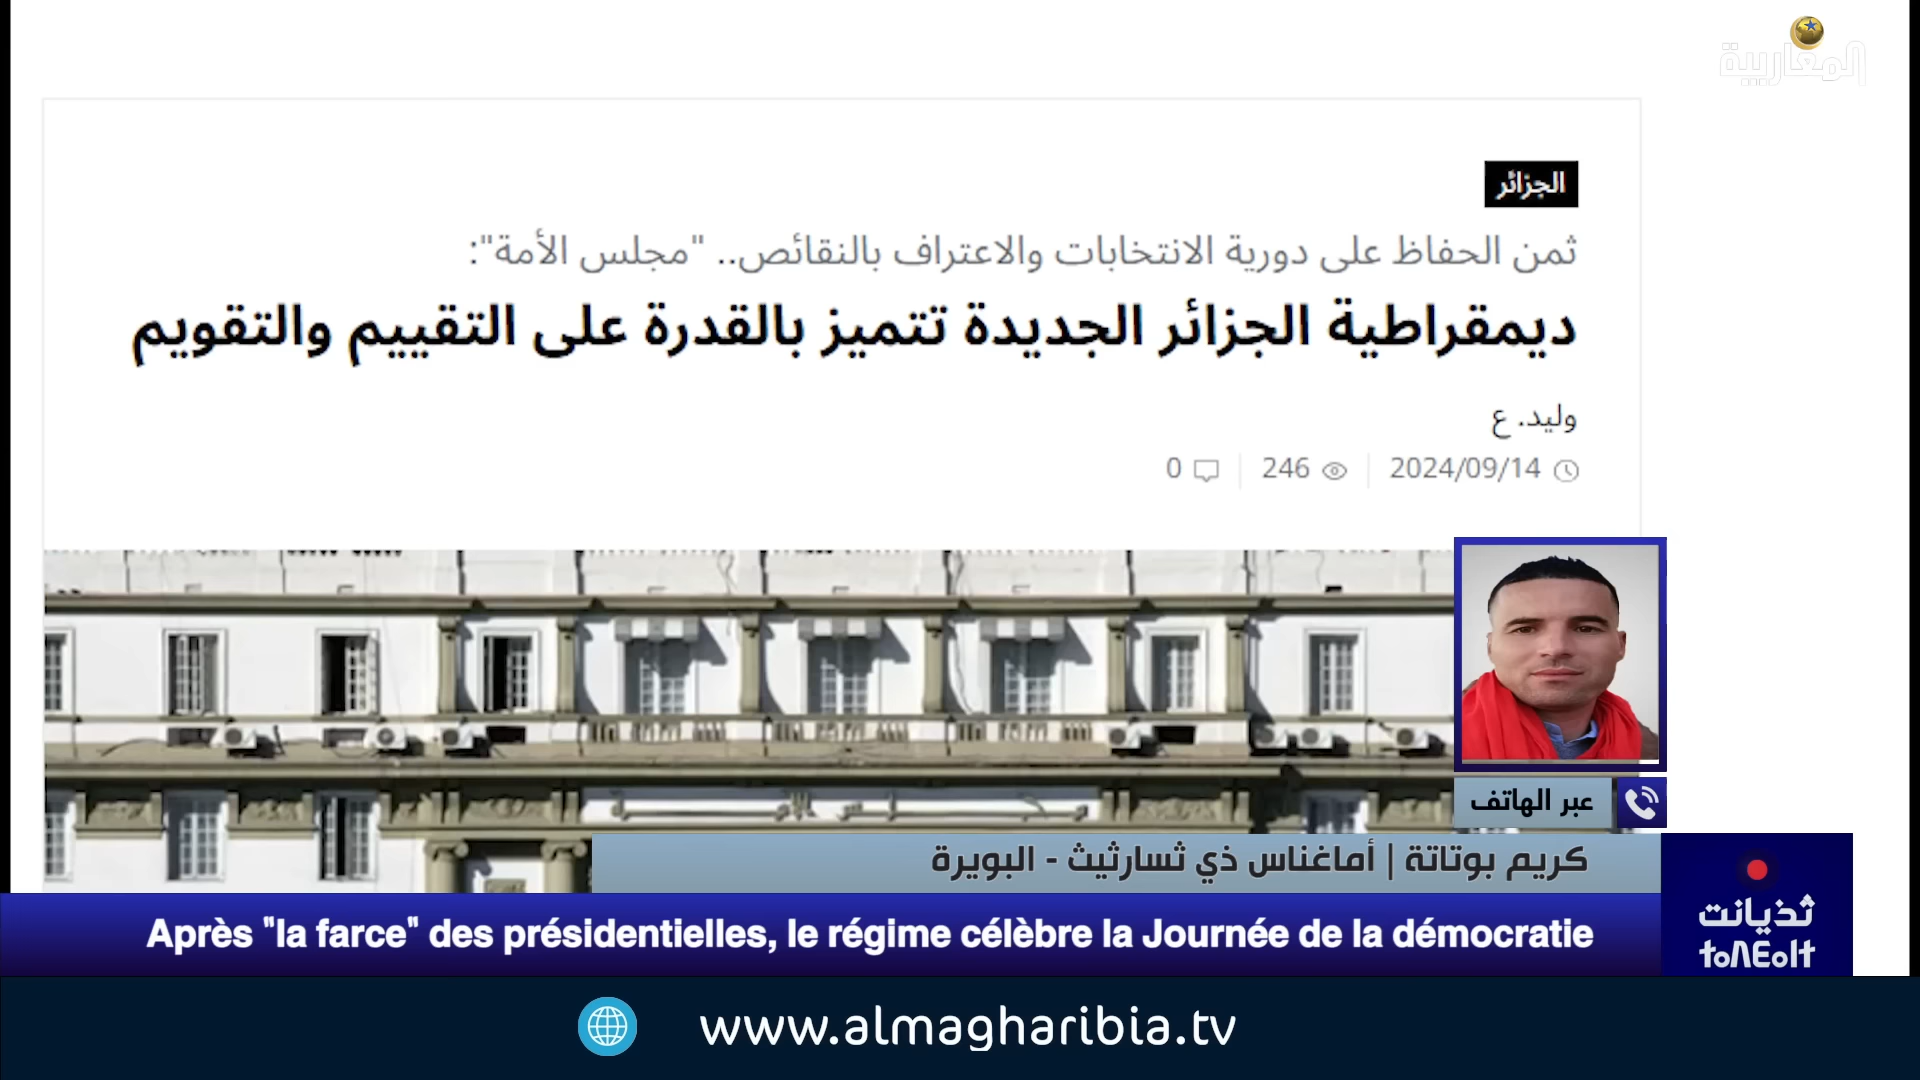 المغاربية
الجزائر
ثمن الحفاظ على دورية الانتخابات والاعتراف بالنقائص.. "مجلس الأمة":
ديمقراطية الجزائر الجديدة تتميز بالقدرة على التقييم والتقويم
وليد. ع
2024/09/14 246 0
عبر الهاتف
كريم بوتاتة | أماغناس ذي ثسارثيث - البويرة
Après "la farce" des présidentielles, le régime célèbre la Journée de la démocratie
ثذيانت
toΛEoIt
www.almagharibia.tv